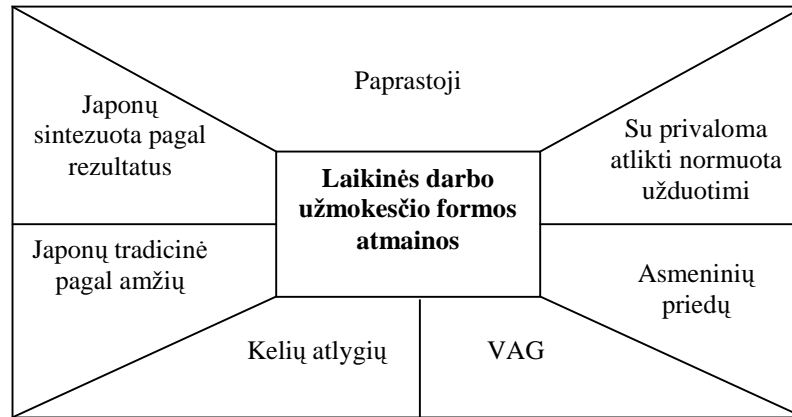 Paprastoji
Japonų
sintezuota pagal
rezultatus
Su privaloma
atlikti normuota
užduotimi
Laikinės darbo
užmokesčio formos
atmainos
Japonų tradicinė
pagal amžių
Asmeninių
priedų
Kelių atlygių
VAG